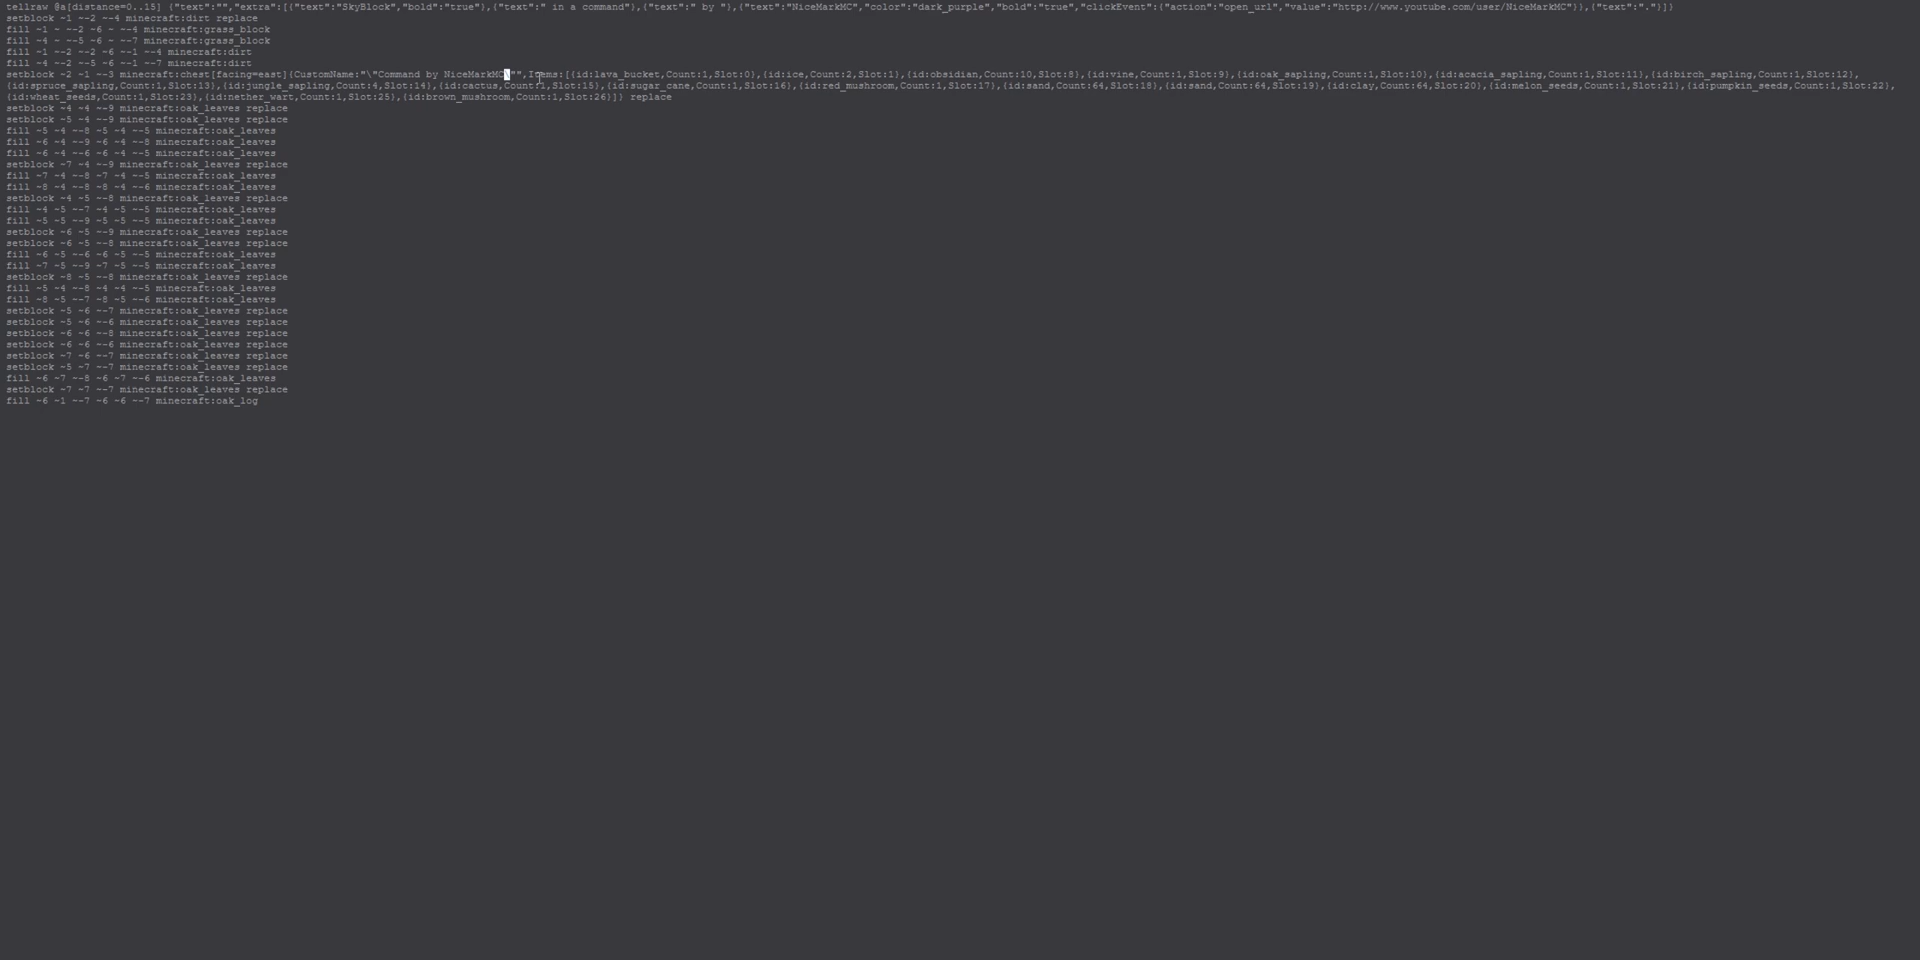 tellraw @a[distance=0..15] {"text":"","extra":[{"text":"SkyBlock","bold":"true"},{"text":" in a command"},{"text":" by "},{"text":"NiceMarkMC","color":"dark_purple","bold":"true","clickEvent":{"action":"open_url","value":"http://www.youtube.com/user/NiceMarkMC"}},{"text":"."}]}
setblock ~1 ~-2 ~-4 minecraft:dirt replace
fill ~1 ~ ~-2 ~6 ~ ~-4 minecraft:grass_block
fill ~4 ~ ~-5 ~6 ~ ~-7 minecraft:grass_block
fill ~1 ~-2 ~-2 ~6 ~-1 ~-4 minecraft:dirt
fill ~4 ~-2 ~-5 ~6 ~-1 ~-7 minecraft:dirt
setblock ~2 ~1 ~-3 minecraft:chest[facing=east]{CustomName:"\"Command by NiceMarkMC\"",Items:[{id:lava_bucket,Count:1,Slot:0},{id:ice,Count:2,Slot:1},{id:obsidian,Count:10,Slot:8},{id:vine,Count:1,Slot:9},{id:oak_sapling,Count:1,Slot:10},{id:acacia_sapling,Count:1,Slot:11},{id:birch_sapling,Count:1,Slot:12},
{id:spruce_sapling,Count:1,Slot:13},{id:jungle_sapling,Count:4,Slot:14},{id:cactus,Count:1,Slot:15},{id:sugar_cane,Count:1,Slot:16},{id:red_mushroom,Count:1,Slot:17},{id:sand,Count:64,Slot:18},{id:sand,Count:64,Slot:19},{id:clay,Count:64,Slot:20},{id:melon_seeds,Count:1,Slot:21},{id:pumpkin_seeds,Count:1,Slot:22},
{id:wheat_seeds,Count:1,Slot:23},{id:nether_wart,Count:1,Slot:25},{id:brown_mushroom,Count:1,Slot:26}]} replace
setblock ~4 ~4 ~-9 minecraft:oak_leaves replace
setblock ~5 ~4 ~-9 minecraft:oak_leaves replace
fill ~5 ~4 ~-8 ~5 ~4 ~-5 minecraft:oak_leaves
fill ~6 ~4 ~-9 ~6 ~4 ~-8 minecraft:oak_leaves
fill ~6 ~4 ~-6 ~6 ~4 ~-5 minecraft:oak_leaves
setblock ~7 ~4 ~-9 minecraft:oak_leaves replace
fill ~7 ~4 ~-8 ~7 ~4 ~-5 minecraft:oak_leaves
fill ~8 ~4 ~-8 ~8 ~4 ~-6 minecraft:oak_leaves
setblock ~4 ~5 ~-8 minecraft:oak_leaves replace
fill ~4 ~5 ~-7 ~4 ~5 ~-5 minecraft:oak_leaves
fill ~5 ~5 ~-9 ~5 ~5 ~-5 minecraft:oak_leaves
setblock ~6 ~5 ~-9 minecraft:oak_leaves replace
setblock ~6 ~5 ~-8 minecraft:oak_leaves replace
fill ~6 ~5 ~-6 ~6 ~5 ~-5 minecraft:oak_leaves
fill ~7 ~5 ~-9 ~7 ~5 ~-5 minecraft:oak_leaves
setblock ~8 ~5 ~-8 minecraft:oak_leaves replace
fill ~5 ~4 ~-8 ~4 ~4 ~-5 minecraft:oak_leaves
fill ~8 ~5 ~-7 ~8 ~5 ~-6 minecraft:oak_leaves
setblock ~5 ~6 ~-7 minecraft:oak_leaves replace
setblock ~5 ~6 ~-6 minecraft:oak_leaves replace
setblock ~6 ~6 ~-8 minecraft:oak_leaves replace
setblock ~6 ~6 ~-6 minecraft:oak_leaves replace
setblock ~7 ~6 ~-7 minecraft:oak_leaves replace
setblock ~5 ~7 ~-7 minecraft:oak_leaves replace
fill ~6 ~7 ~-8 ~6 ~7 ~-6 minecraft:oak_leaves
setblock ~7 ~7 ~-7 minecraft:oak_leaves replace
fill ~6 ~1 ~-7 ~6 ~6 ~-7 minecraft:oak_log